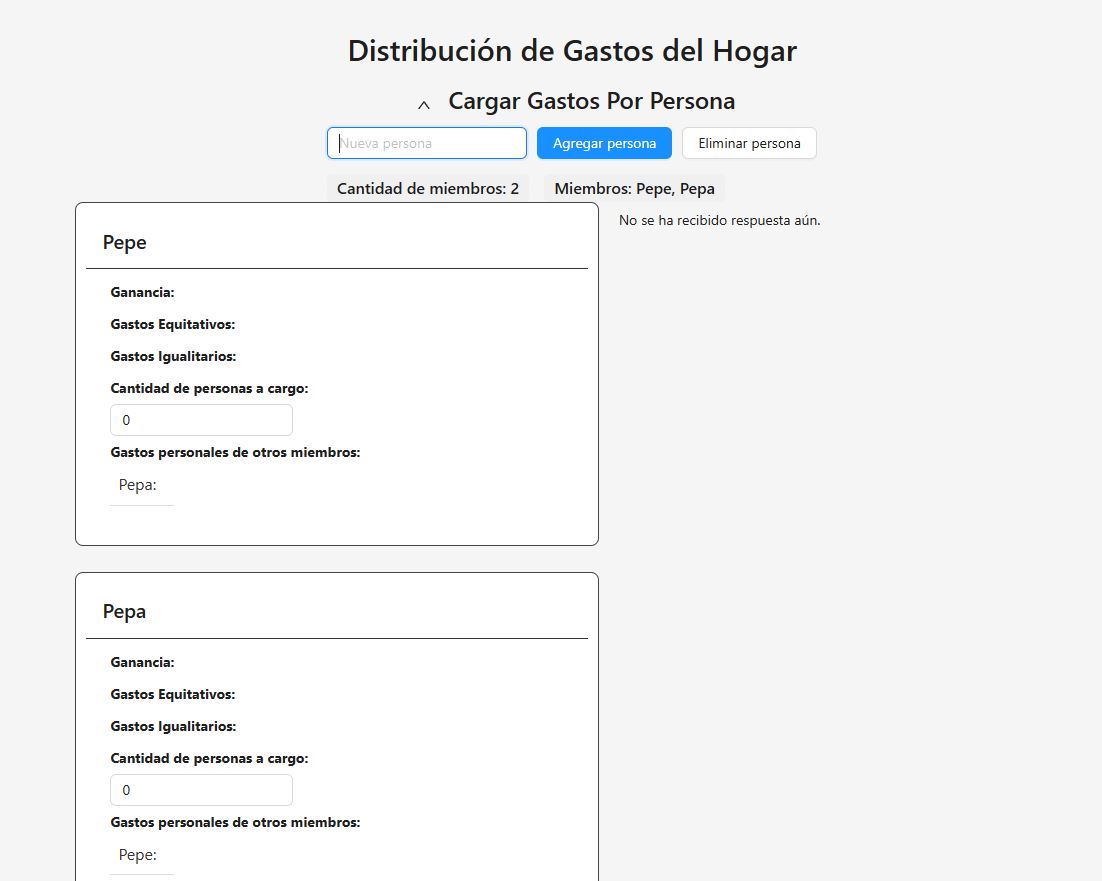 Distribución de Gastos del Hogar
Cargar Gastos Por Persona
Nueva persona Agregar persona Eliminar persona
Cantidad de miembros: 2 Miembros: Pepe, Pepa
No se ha recibido respuesta aún.
Pepe
Ganancia:
Gastos Equitativos:
Gastos Igualitarios:
Cantidad de personas a cargo:
0
Gastos personales de otros miembros:
Pepa:
Pepa
Ganancia:
Gastos Equitativos:
Gastos Igualitarios:
Cantidad de personas a cargo:
0
Gastos personales de otros miembros:
Pepe: